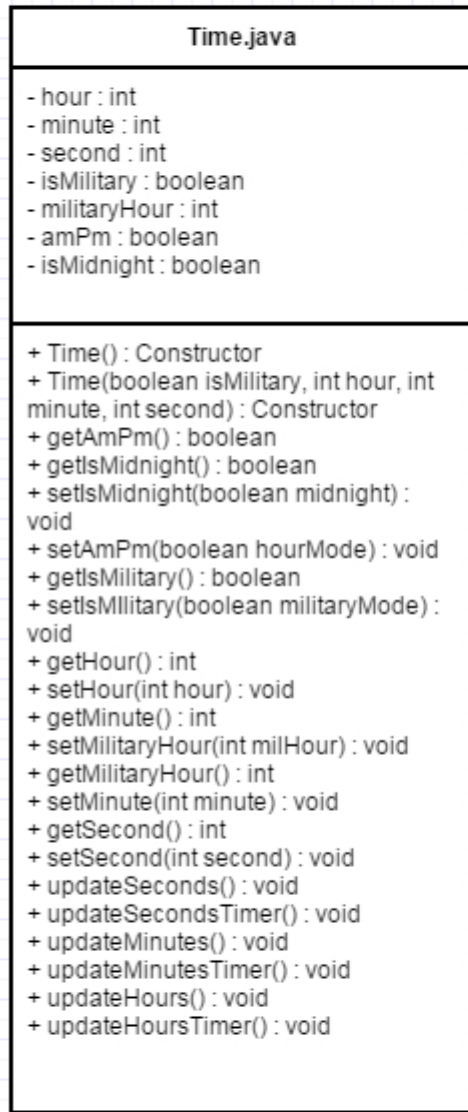 Time.java
- hour : int
- minute : int
- second : int
- isMilitary : boolean
- militaryHour : int
- amPm : boolean
- isMidnight : boolean
+ Time() : Constructor
+ Time(boolean isMilitary, int hour, int
minute, int second) : Constructor
+ getAmPm() : boolean
+ getIsMidnight() : boolean
+ setIsMidnight(boolean midnight) :
void
+ setAmPm(boolean hourMode) : void
+ getIsMilitary() : boolean
+ setIsMIlitary(boolean militaryMode) :
void
+ getHour() : int
+ setHour(int hour) : void
+ getMinute() : int
+ setMilitaryHour(int milHour) : void
+ getMilitaryHour() : int
+ setMinute(int minute) : void
+ getSecond() : int
+ setSecond(int second) : void
+ updateSeconds() : void
+ updateSecondsTimer() : void
+ updateMinutes() : void
+ updateMinutesTimer() : void
+ updateHours() : void
+ updateHoursTimer() : void